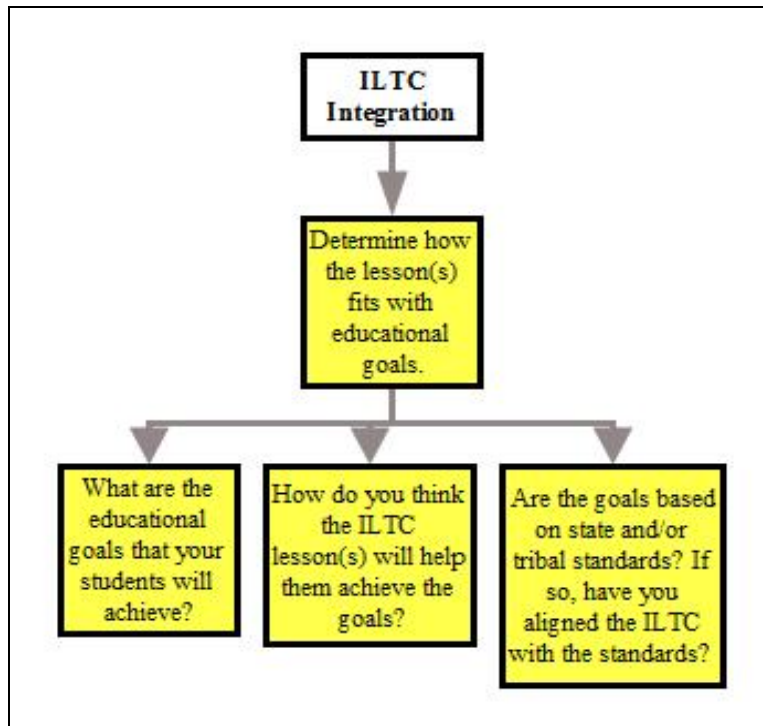 ILTC
Integration
Determine how
the lesson(s)
fits with
educational
goals.
What are the
educational
goals that your
students will
achieve?
How do you think
the ILTC
lesson(s) will help
them achieve the
goals?
Are the goals based
on state and/or
tribal standards? If
so, have you
aligned the ILTC
with the standards?